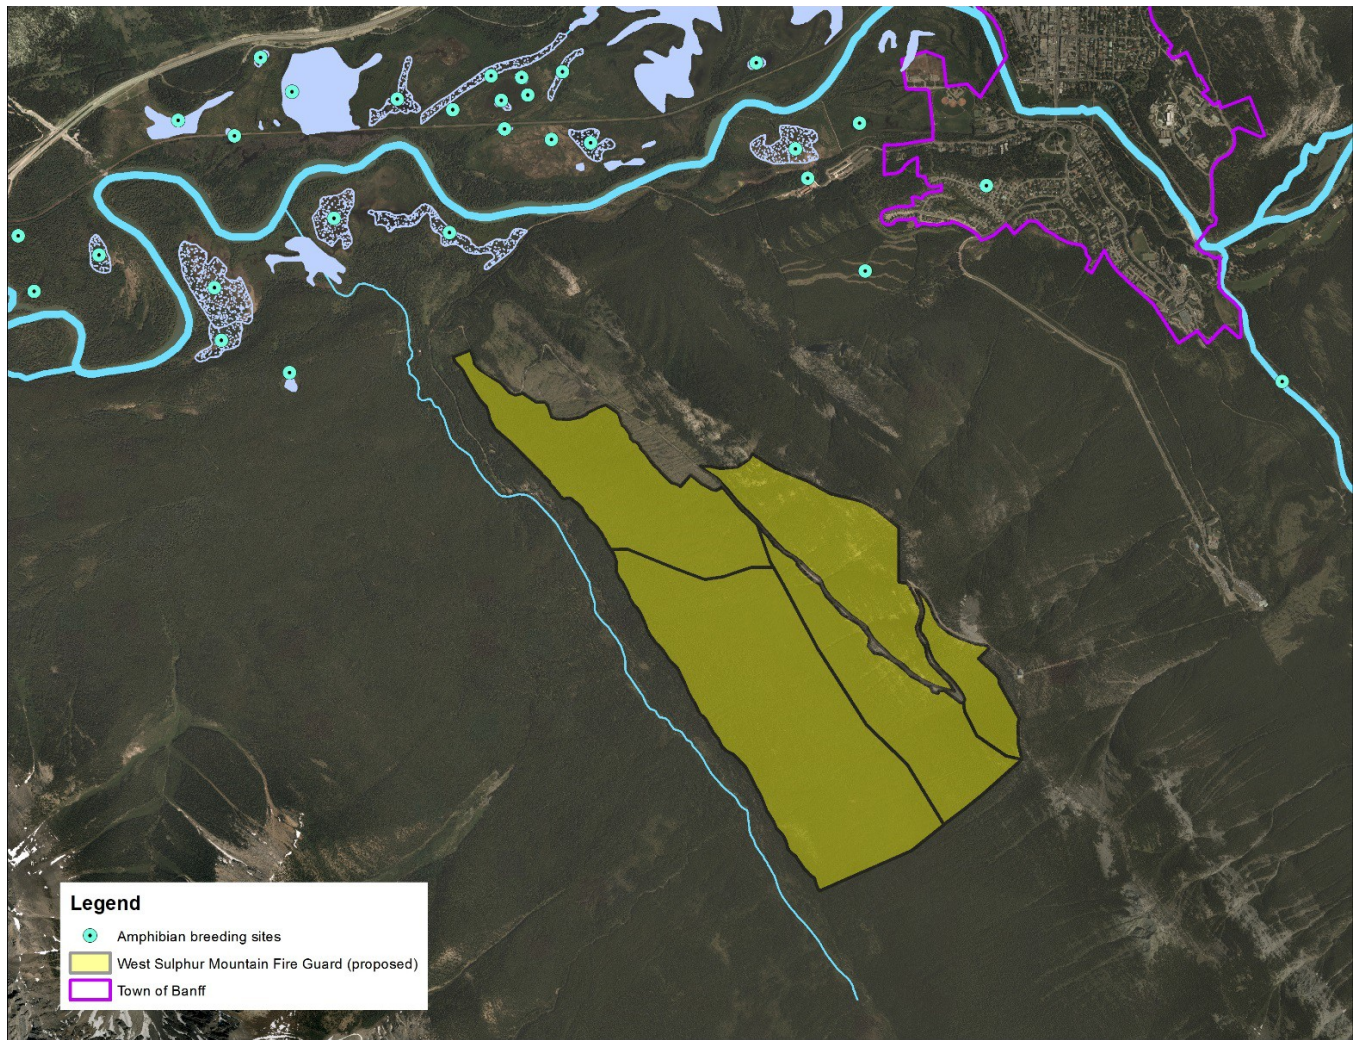 Legend
Amphibian breeding sites
West Sulphur Mountain Fire Guard (proposed)
Town of Banff